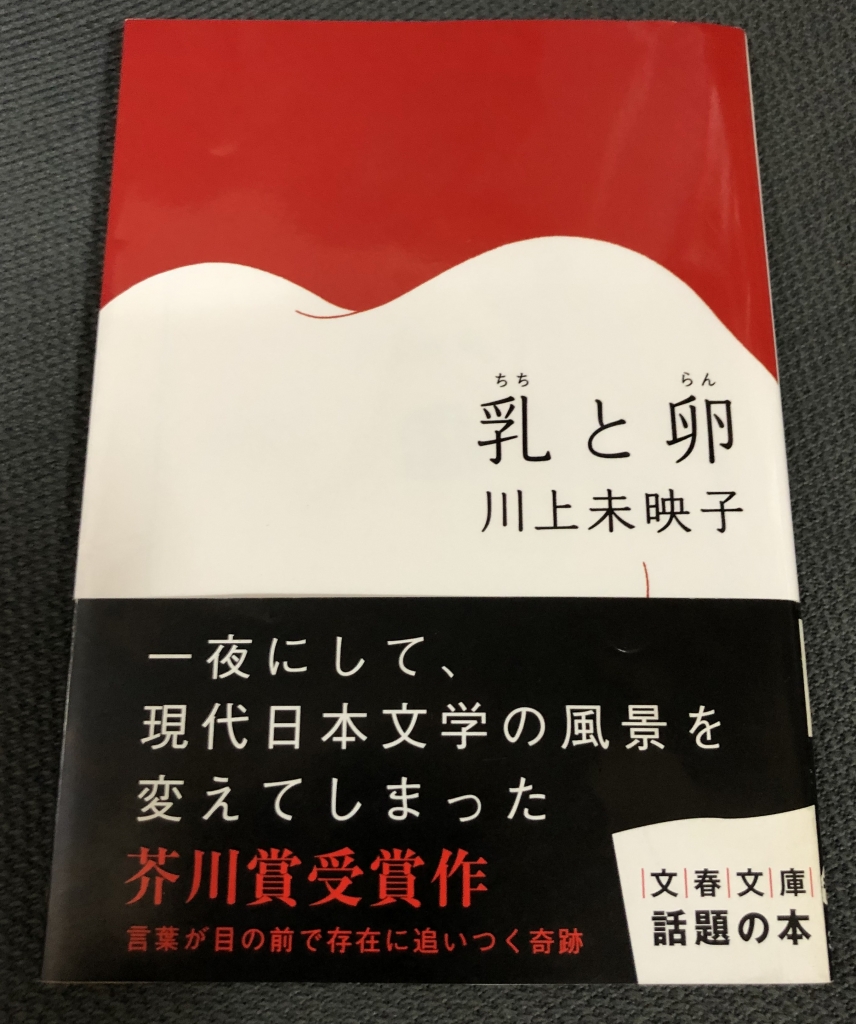 ちち らん
乳と卵
川上未映子
一夜にして、
現代日本文学の風景を
変えてしまった
芥川賞受賞作
言葉が目の前で存在に追いつく奇跡
文春文庫
話題の本